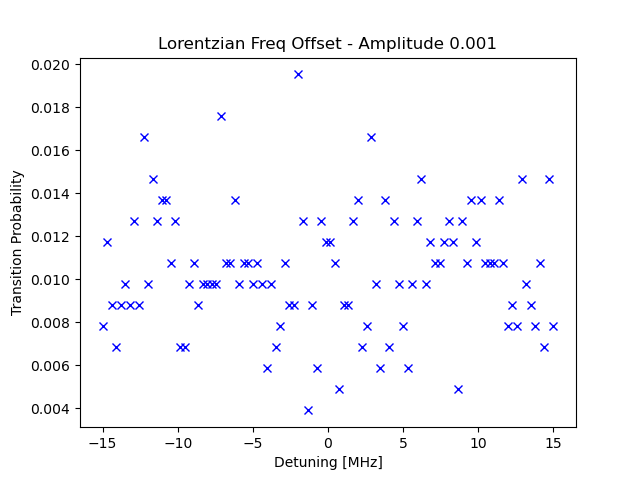 Lorentzian Freq Offset - Amplitude 0.001
0.020
0.018
0.016
0.014
0.012
0.010
0.008
0.006
0.004
Transition Probability
−15 −10 −5 0 5 10 15
Detuning [MHz]